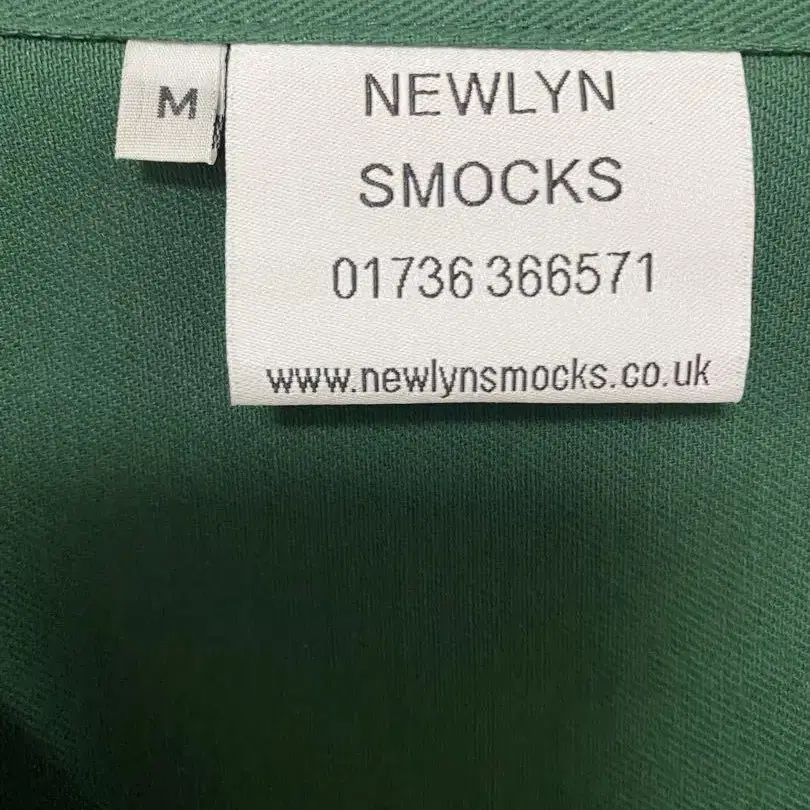 M
NEWLYN
SMOCKS
01736 366571
www.newlynsmocks.co.uk